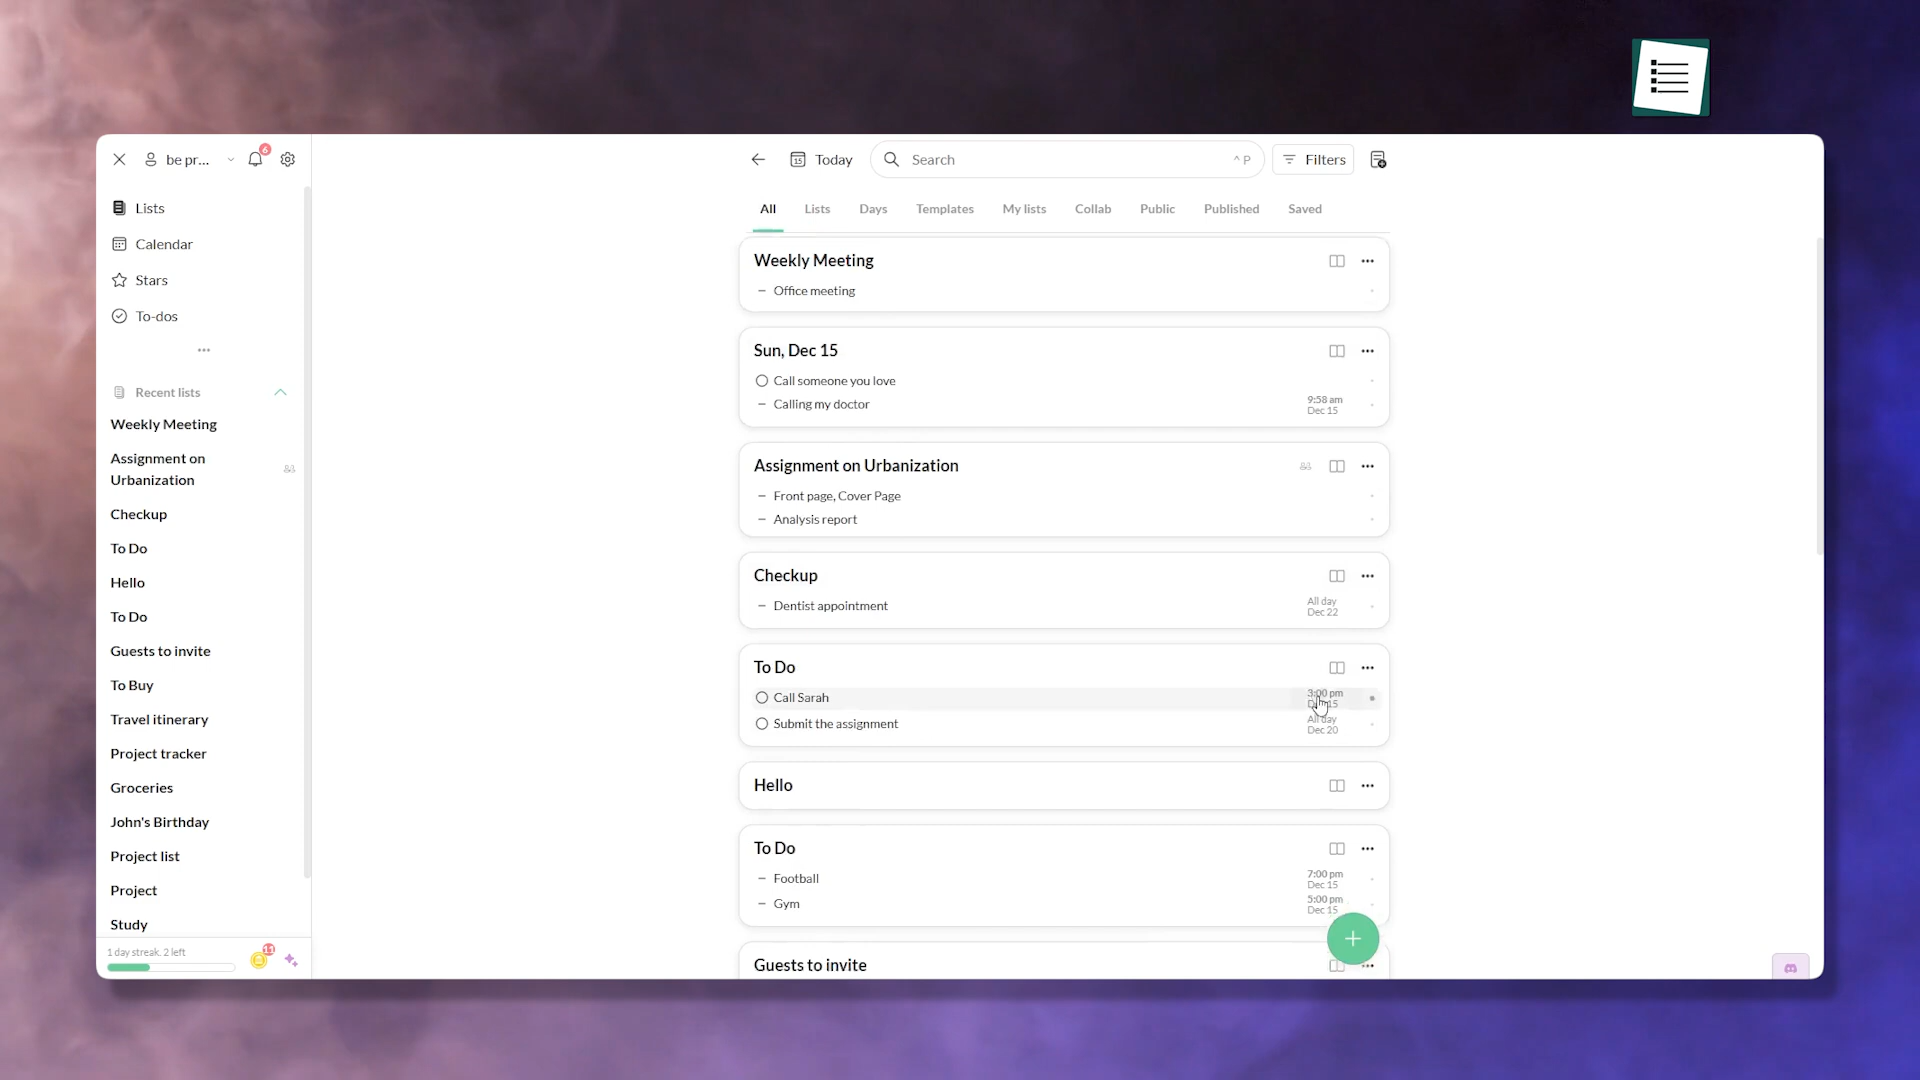 be pr...
6
Today
15
Search
^ P
Filters
Lists
Calendar
Stars
To-dos
Recent lists
Weekly Meeting
Assignment on
Urbanization
Checkup
To Do
Hello
To Do
Guests to invite
To Buy
Travel itinerary
Project tracker
Groceries
John's Birthday
Project list
Project
Study
1 day streak. 2 left
11
All
Lists
Days
Templates
My lists
Collab
Public
Published
Saved
Weekly Meeting
– Office meeting
Sun, Dec 15
Call someone you love
– Calling my doctor
9:58 am
Dec 15
Assignment on Urbanization
– Front page, Cover Page
– Analysis report
Checkup
– Dentist appointment
All day
Dec 22
To Do
Call Sarah
3:00 pm
15
Submit the assignment
All day
Dec 20
Hello
To Do
– Football
7:00 pm
Dec 15
– Gym
5:00 pm
Dec 15
Guests to invite